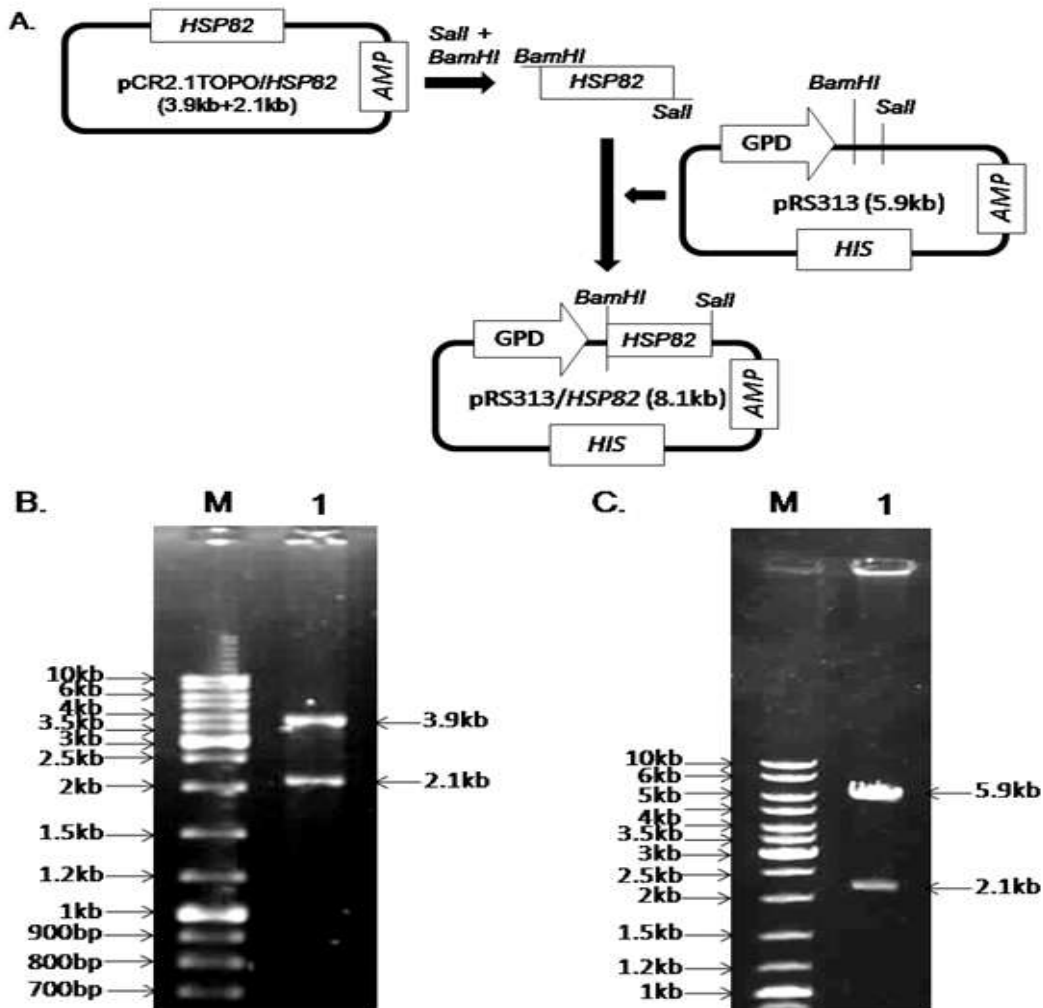 A.
HSP82
pCR2.1TOPO/HSP82
(3.9kb+2.1kb)
AMP
SalI +
BamHI
BamHI
HSP82
SalI
BamHI
SalI
GPD
pRS313 (5.9kb)
AMP
HIS
BamHI
SalI
GPD
HSP82
pRS313/HSP82 (8.1kb)
AMP
HIS
B.
M
1
10kb
6kb
4kb
3.5kb
3kb
2.5kb
2kb
1.5kb
1.2kb
1kb
900bp
800bp
700bp
3.9kb
2.1kb
C.
M
1
10kb
6kb
5kb
4kb
3.5kb
3kb
2.5kb
2kb
1.5kb
1.2kb
1kb
5.9kb
2.1kb